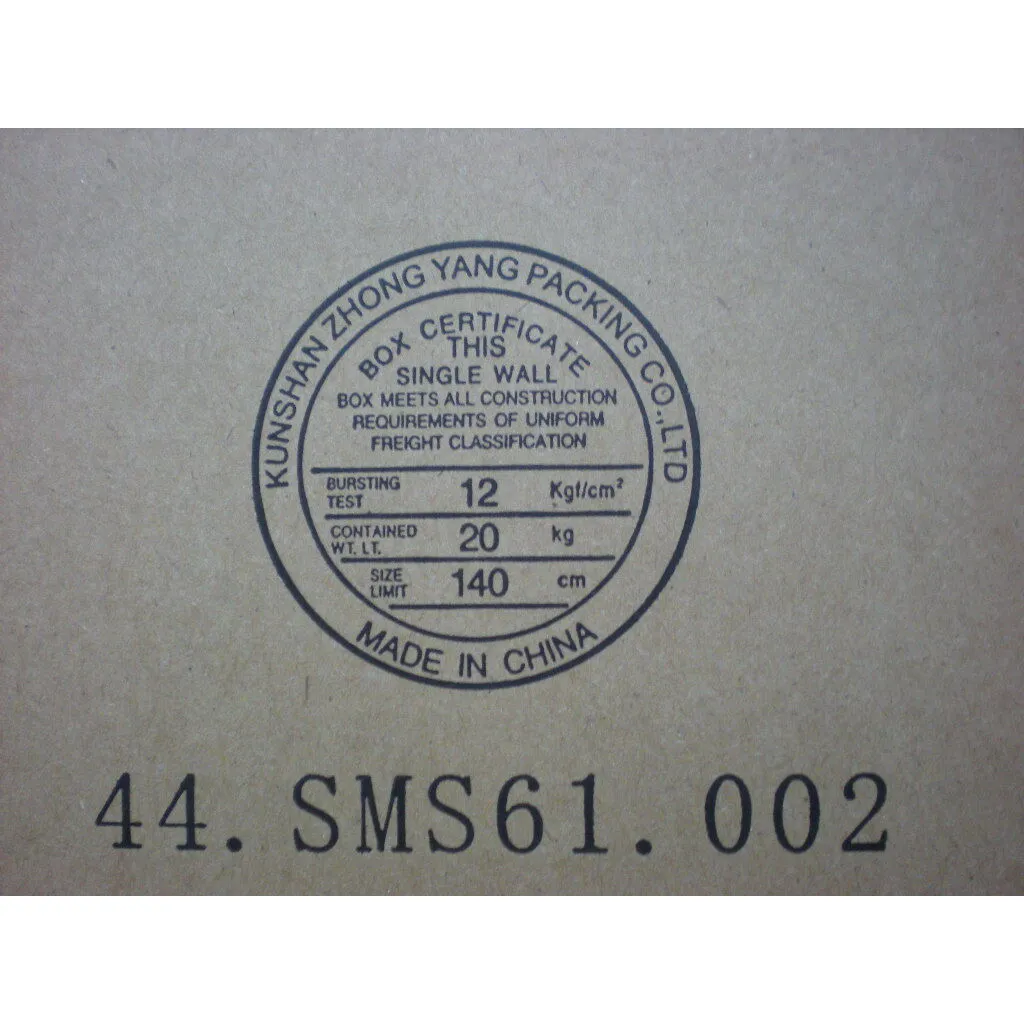 KUNSHAN ZHONG YANG PACKING CO.,LTD
BOX CERTIFICATE
THIS
SINGLE WALL
BOX MEETS ALL CONSTRUCTION
REQUIREMENTS OF UNIFORM
FREIGHT CLASSIFICATION
BURSTING TEST 12 Kgf/cm²
CONTAINED WT. LT. 20 kg
SIZE LIMIT 140 cm
MADE IN CHINA
44.SMS61.002